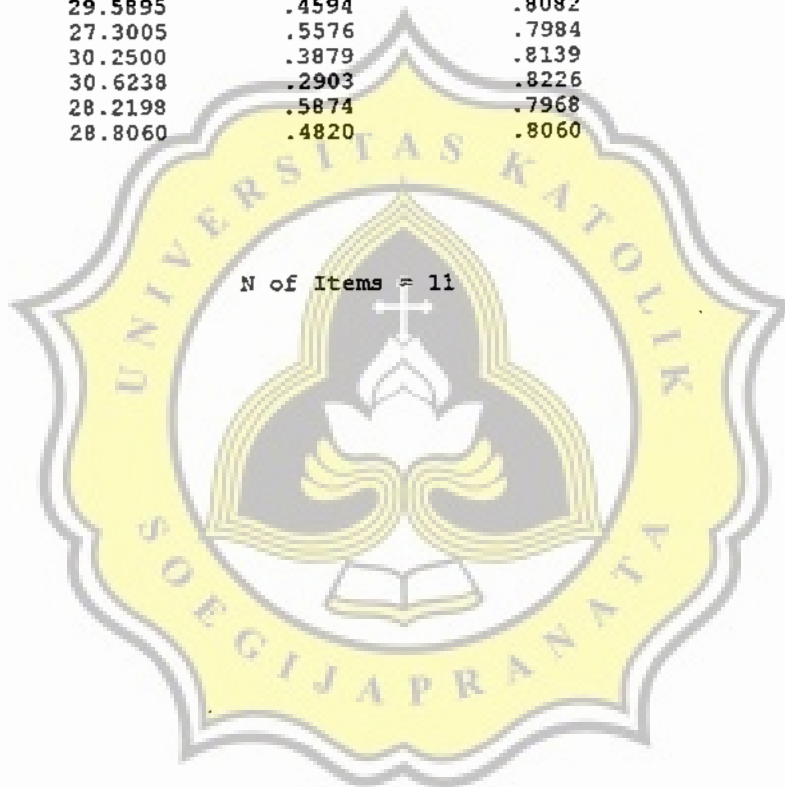 29.5895 .4594 .8082
27.3005 .5576 .7984
30.2500 .3879 .8139
30.6238 .2903 .8226
28.2198 .5874 .7968
28.8060 .4820 .8060
UNIVERSITAS KATOLIK
N of Items = 11
SOEGIJAPRANATA